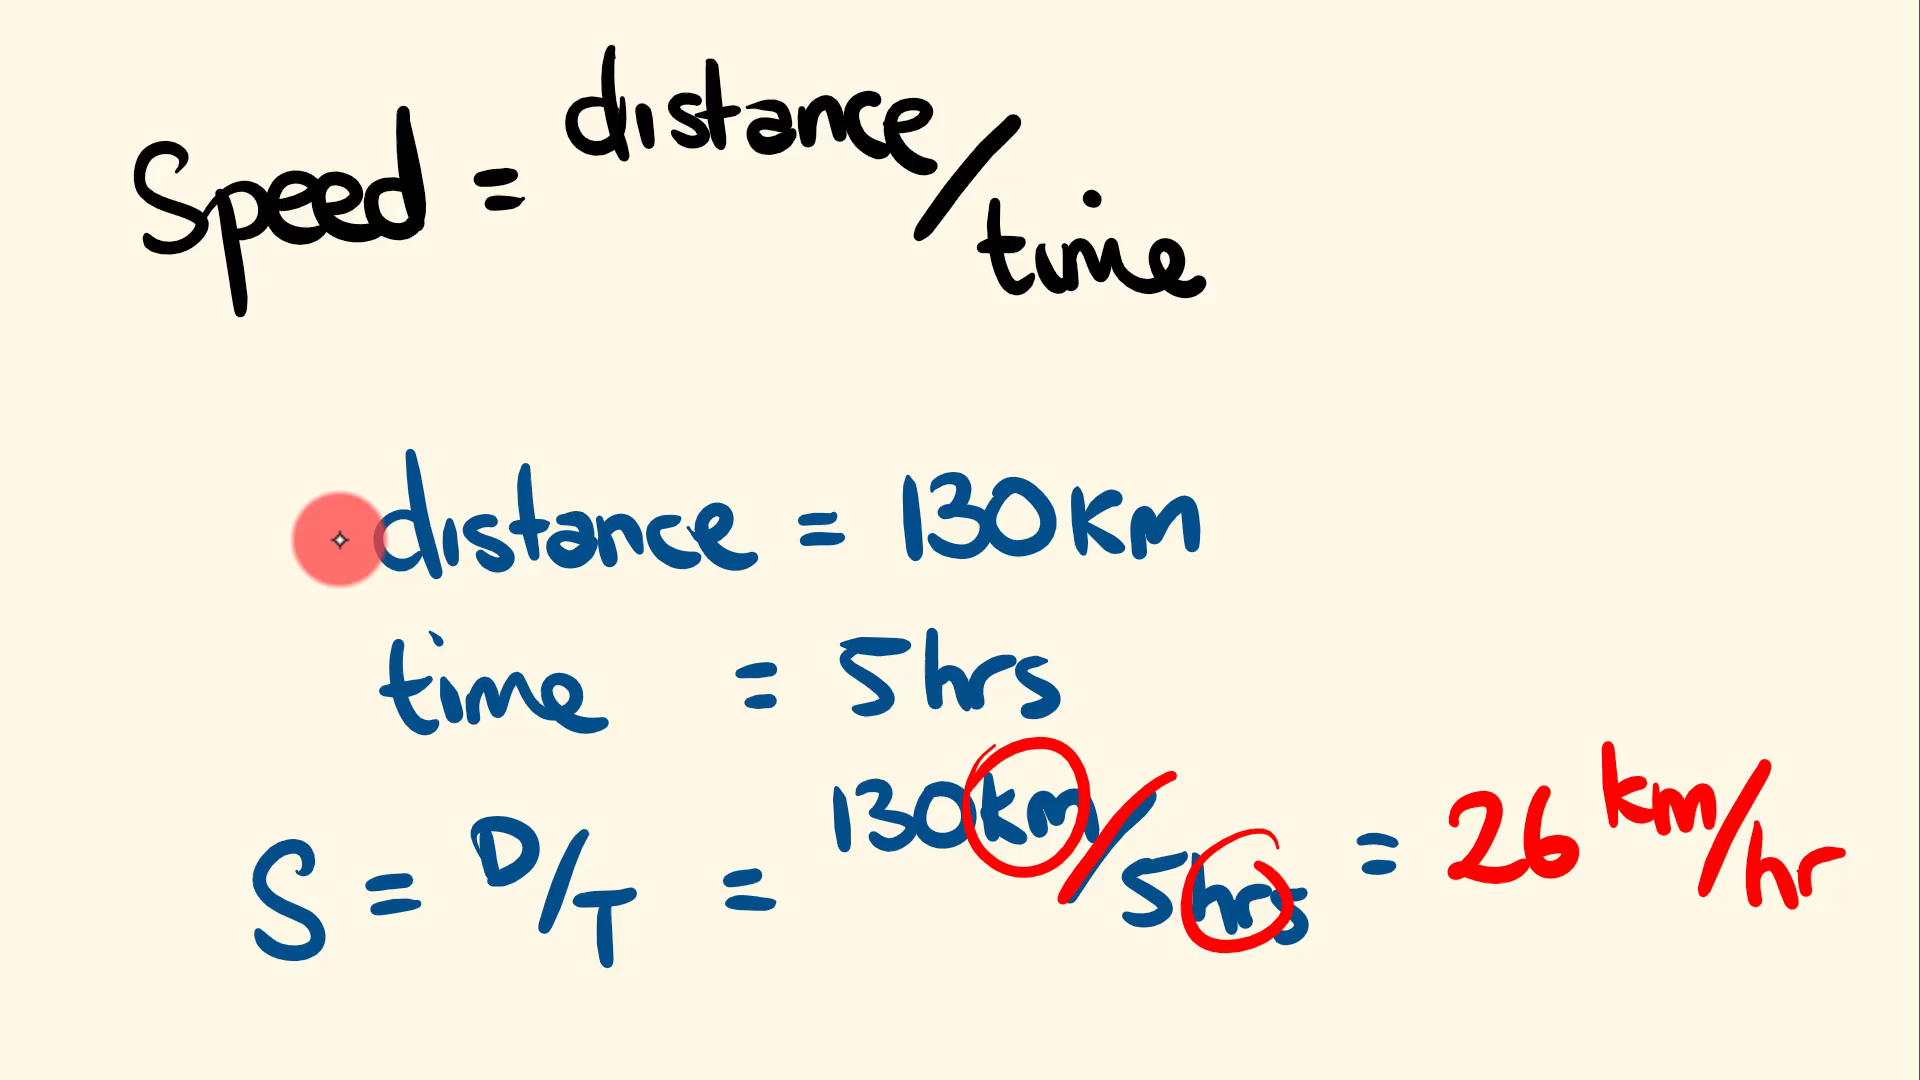 Speed = distance/time
distance = 130km
time = 5hrs
S = D/T = 130km/5hrs = 26 km/hr